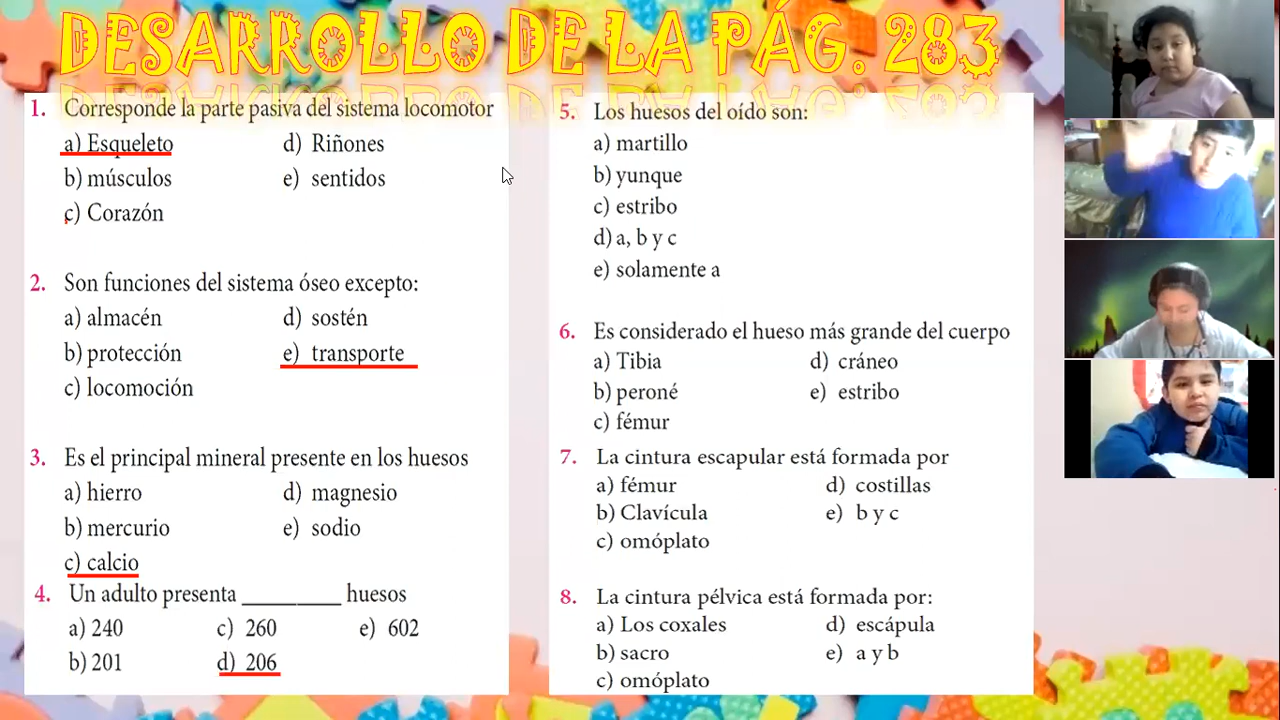 DESARROLLO DE LA PÁG. 283
1. Corresponde la parte pasiva del sistema locomotor
a) Esqueleto d) Riñones
b) músculos e) sentidos
c) Corazón
2. Son funciones del sistema óseo excepto:
a) almacén d) sostén
b) protección e) transporte
c) locomoción
3. Es el principal mineral presente en los huesos
a) hierro d) magnesio
b) mercurio e) sodio
c) calcio
4. Un adulto presenta _________ huesos
a) 240 c) 260 e) 602
b) 201 d) 206
5. Los huesos del oído son:
a) martillo
b) yunque
c) estribo
d) a, b y c
e) solamente a
6. Es considerado el hueso más grande del cuerpo
a) Tibia d) cráneo
b) peroné e) estribo
c) fémur
7. La cintura escapular está formada por
a) fémur d) costillas
b) Clavícula e) b y c
c) omóplato
8. La cintura pélvica está formada por:
a) Los coxales d) escápula
b) sacro e) a y b
c) omóplato